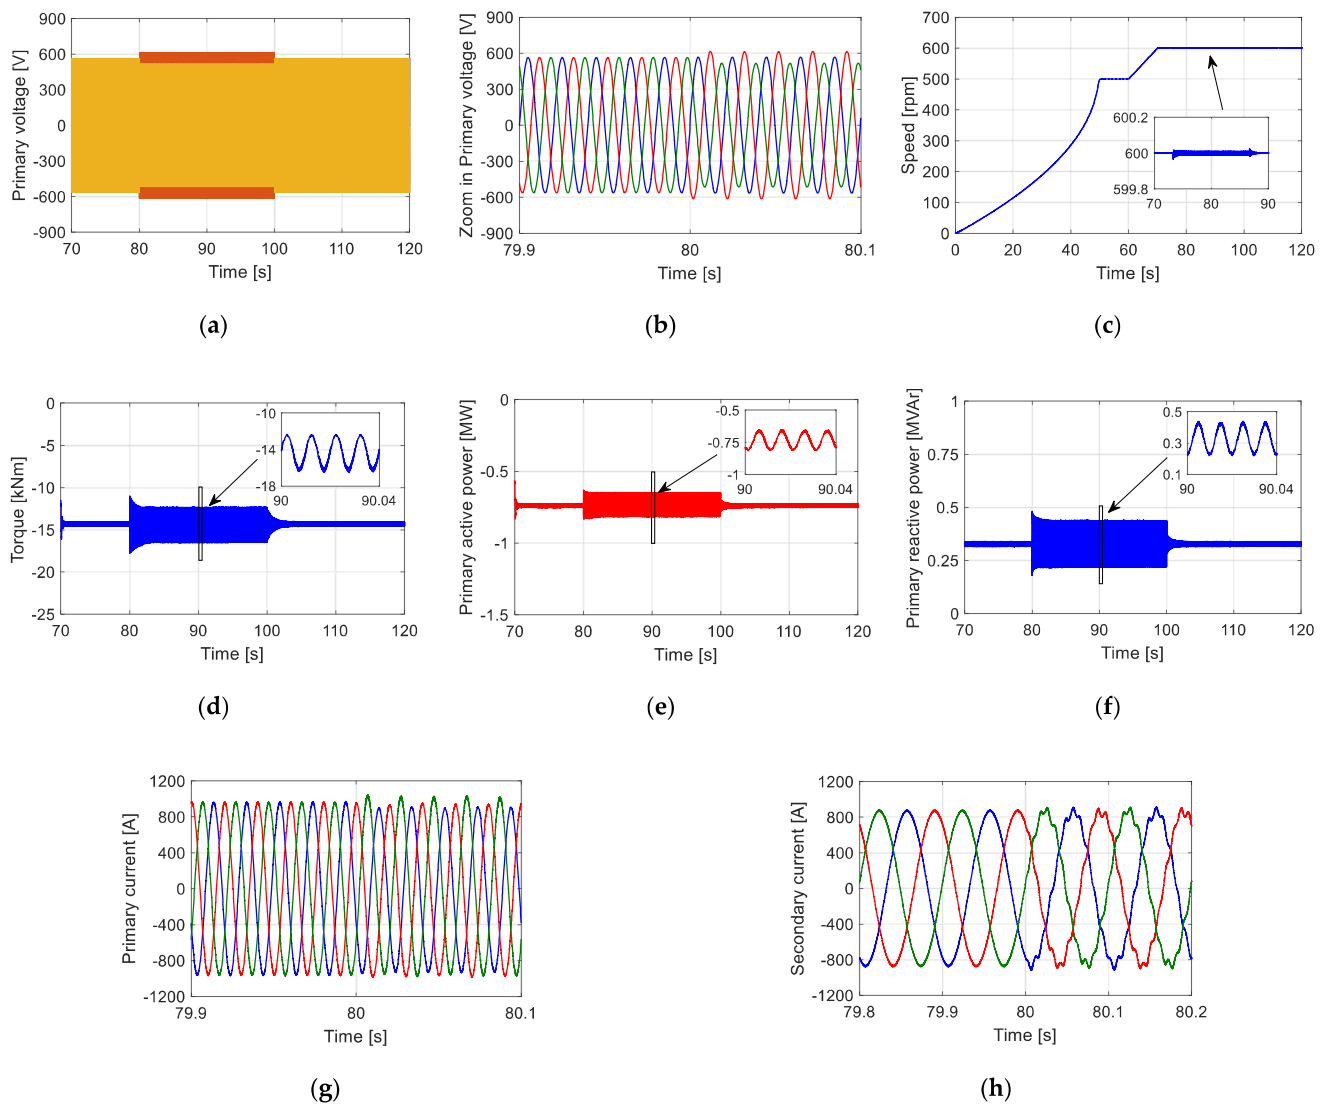 Primary voltage [V]
900
600
300
0
-300
-600
-900
70 80 90 100 110 120
Time [s]
(a)
Zoom in Primary voltage [V]
900
600
300
0
-300
-600
-900
79.9 80 80.1
Time [s]
(b)
Speed [rpm]
700
600
500
400
300
200
100
0
0 20 40 60 80 100 120
Time [s]
600.2
600
599.8
70 80 90
(c)
Torque [kNm]
0
-5
-10
-15
-20
-25
70 80 90 100 110 120
Time [s]
-10
-14
-18
90 90.04
(d)
Primary active power [MW]
0
-0.5
-1
-1.5
70 80 90 100 110 120
Time [s]
-0.5
-0.75
-1
90 90.04
(e)
Primary reactive power [MVAr]
1
0.75
0.5
0.25
0
70 80 90 100 110 120
Time [s]
0.5
0.3
0.1
90 90.04
(f)
Primary current [A]
1200
800
400
0
-400
-800
-1200
79.9 80 80.1
Time [s]
(g)
Secondary current [A]
1200
800
400
0
-400
-800
-1200
79.8 79.9 80 80.1 80.2
Time [s]
(h)